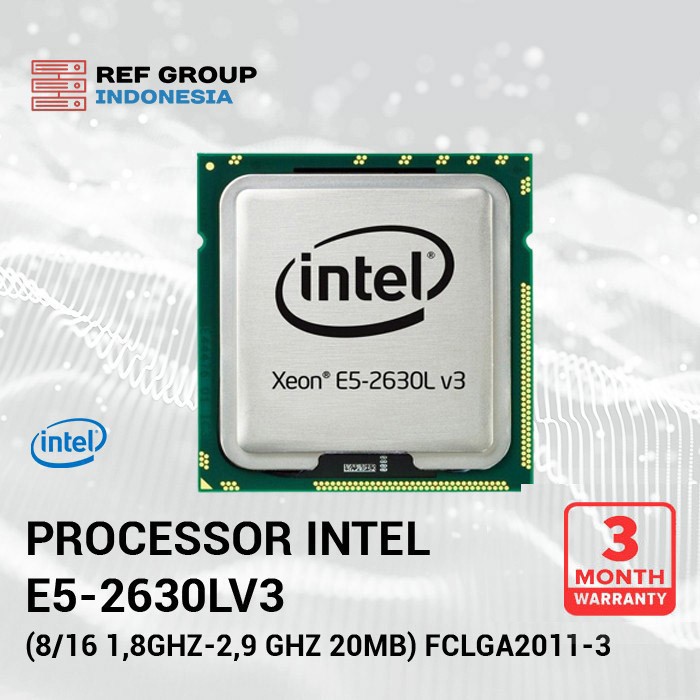 REF GROUP
INDONESIA
intel®
Xeon® E5-2630L v3
intel
PROCESSOR INTEL
E5-2630LV3
(8/16 1,8GHZ-2,9 GHZ 20MB) FCLGA2011-3
3
MONTH
WARRANTY